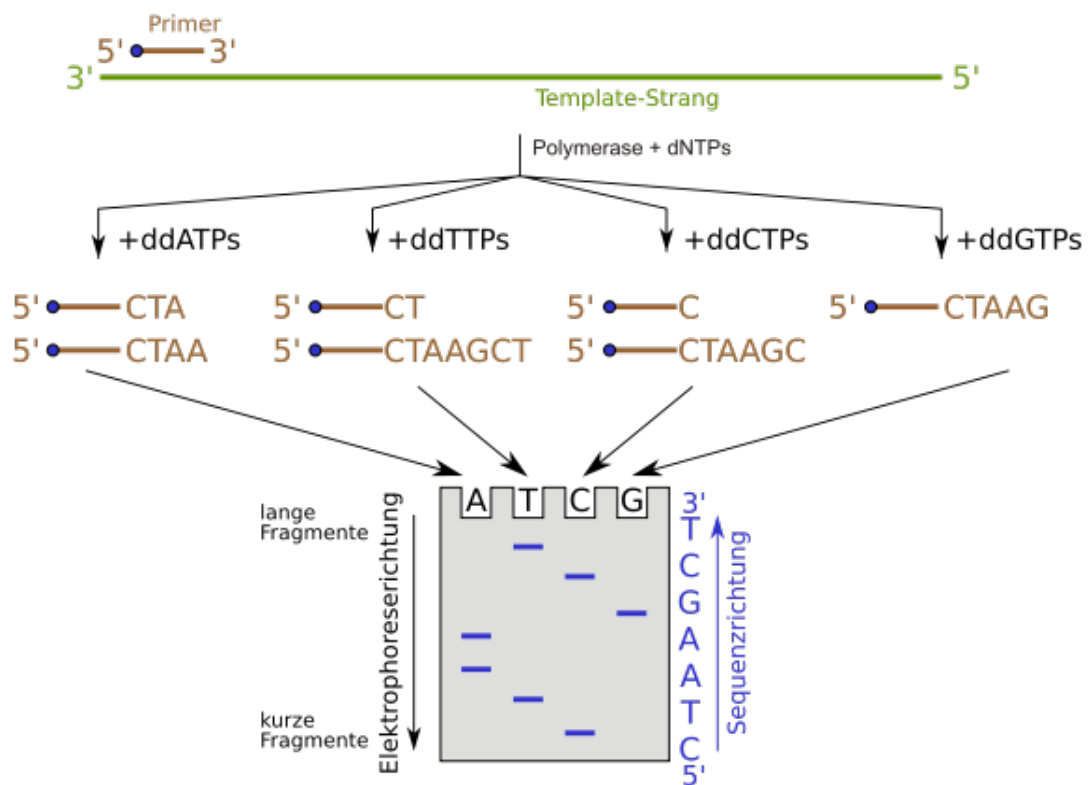 Primer
5' 3'
3' 5'
Template-Strang
Polymerase + dNTPs
+ddATPs +ddTTPs +ddCTPs +ddGTPs
5' CTA 5' CT 5' C 5' CTAAG
5' CTAA 5' CTAAGCT 5' CTAAGC
A T C G
lange
Fragmente
kurze
Fragmente
Elektrophoreserichtung
3'
T
C
G
A
A
T
C
5'
Sequenzrichtung